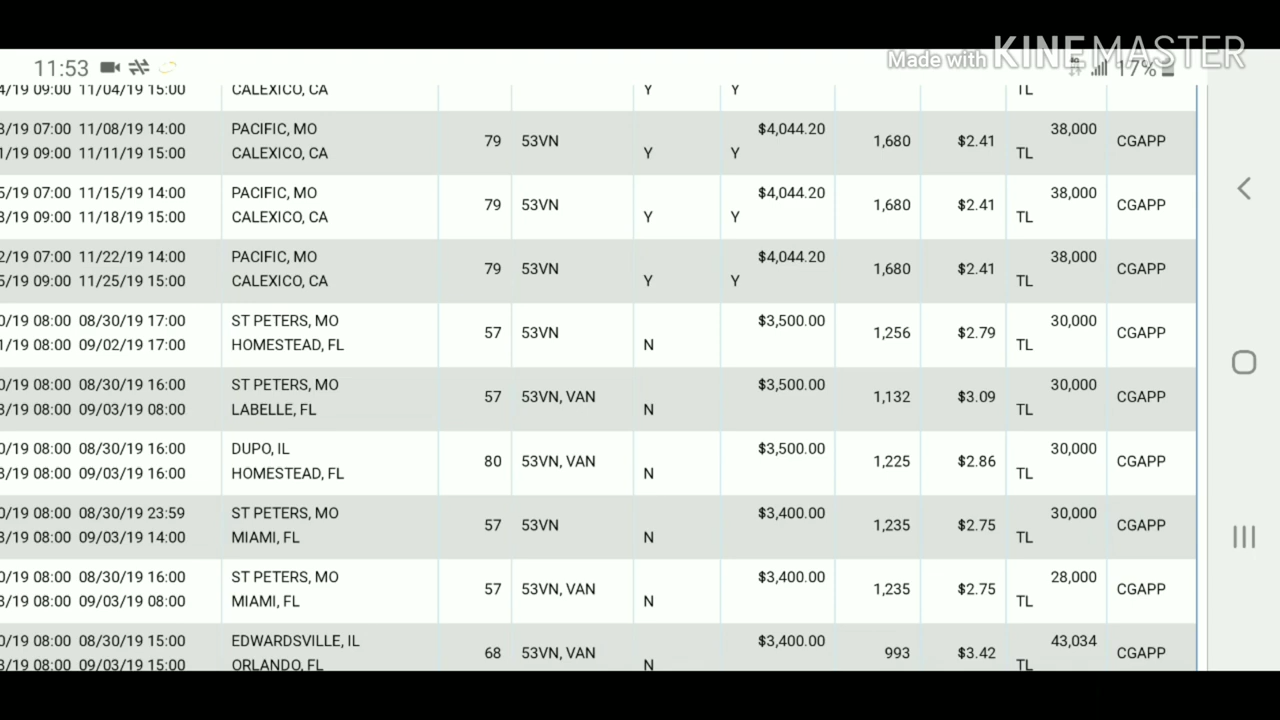 Made with KINEMASTER
11:53 17%
4/19 09:00 11/04/19 15:00 CALEXICO, CA Y Y TL
8/19 07:00 11/08/19 14:00 PACIFIC, MO $4,044.20 38,000
79 53VN 1,680 $2.41 CGAPP
1/19 09:00 11/11/19 15:00 CALEXICO, CA Y Y TL
5/19 07:00 11/15/19 14:00 PACIFIC, MO $4,044.20 38,000
79 53VN 1,680 $2.41 CGAPP
8/19 09:00 11/18/19 15:00 CALEXICO, CA Y Y TL
2/19 07:00 11/22/19 14:00 PACIFIC, MO $4,044.20 38,000
79 53VN 1,680 $2.41 CGAPP
5/19 09:00 11/25/19 15:00 CALEXICO, CA Y Y TL
0/19 08:00 08/30/19 17:00 ST PETERS, MO $3,500.00 30,000
57 53VN 1,256 $2.79 CGAPP
1/19 08:00 09/02/19 17:00 HOMESTEAD, FL N TL
0/19 08:00 08/30/19 16:00 ST PETERS, MO $3,500.00 30,000
57 53VN, VAN 1,132 $3.09 CGAPP
3/19 08:00 09/03/19 08:00 LABELLE, FL N TL
0/19 08:00 08/30/19 16:00 DUPO, IL $3,500.00 30,000
80 53VN, VAN 1,225 $2.86 CGAPP
3/19 08:00 09/03/19 16:00 HOMESTEAD, FL N TL
0/19 08:00 08/30/19 23:59 ST PETERS, MO $3,400.00 30,000
57 53VN 1,235 $2.75 CGAPP
3/19 08:00 09/03/19 14:00 MIAMI, FL N TL
0/19 08:00 08/30/19 16:00 ST PETERS, MO $3,400.00 28,000
57 53VN, VAN 1,235 $2.75 CGAPP
3/19 08:00 09/03/19 08:00 MIAMI, FL N TL
0/19 08:00 08/30/19 15:00 EDWARDSVILLE, IL $3,400.00 43,034
68 53VN, VAN 993 $3.42 CGAPP
3/19 08:00 09/03/19 15:00 ORLANDO, FL N TL